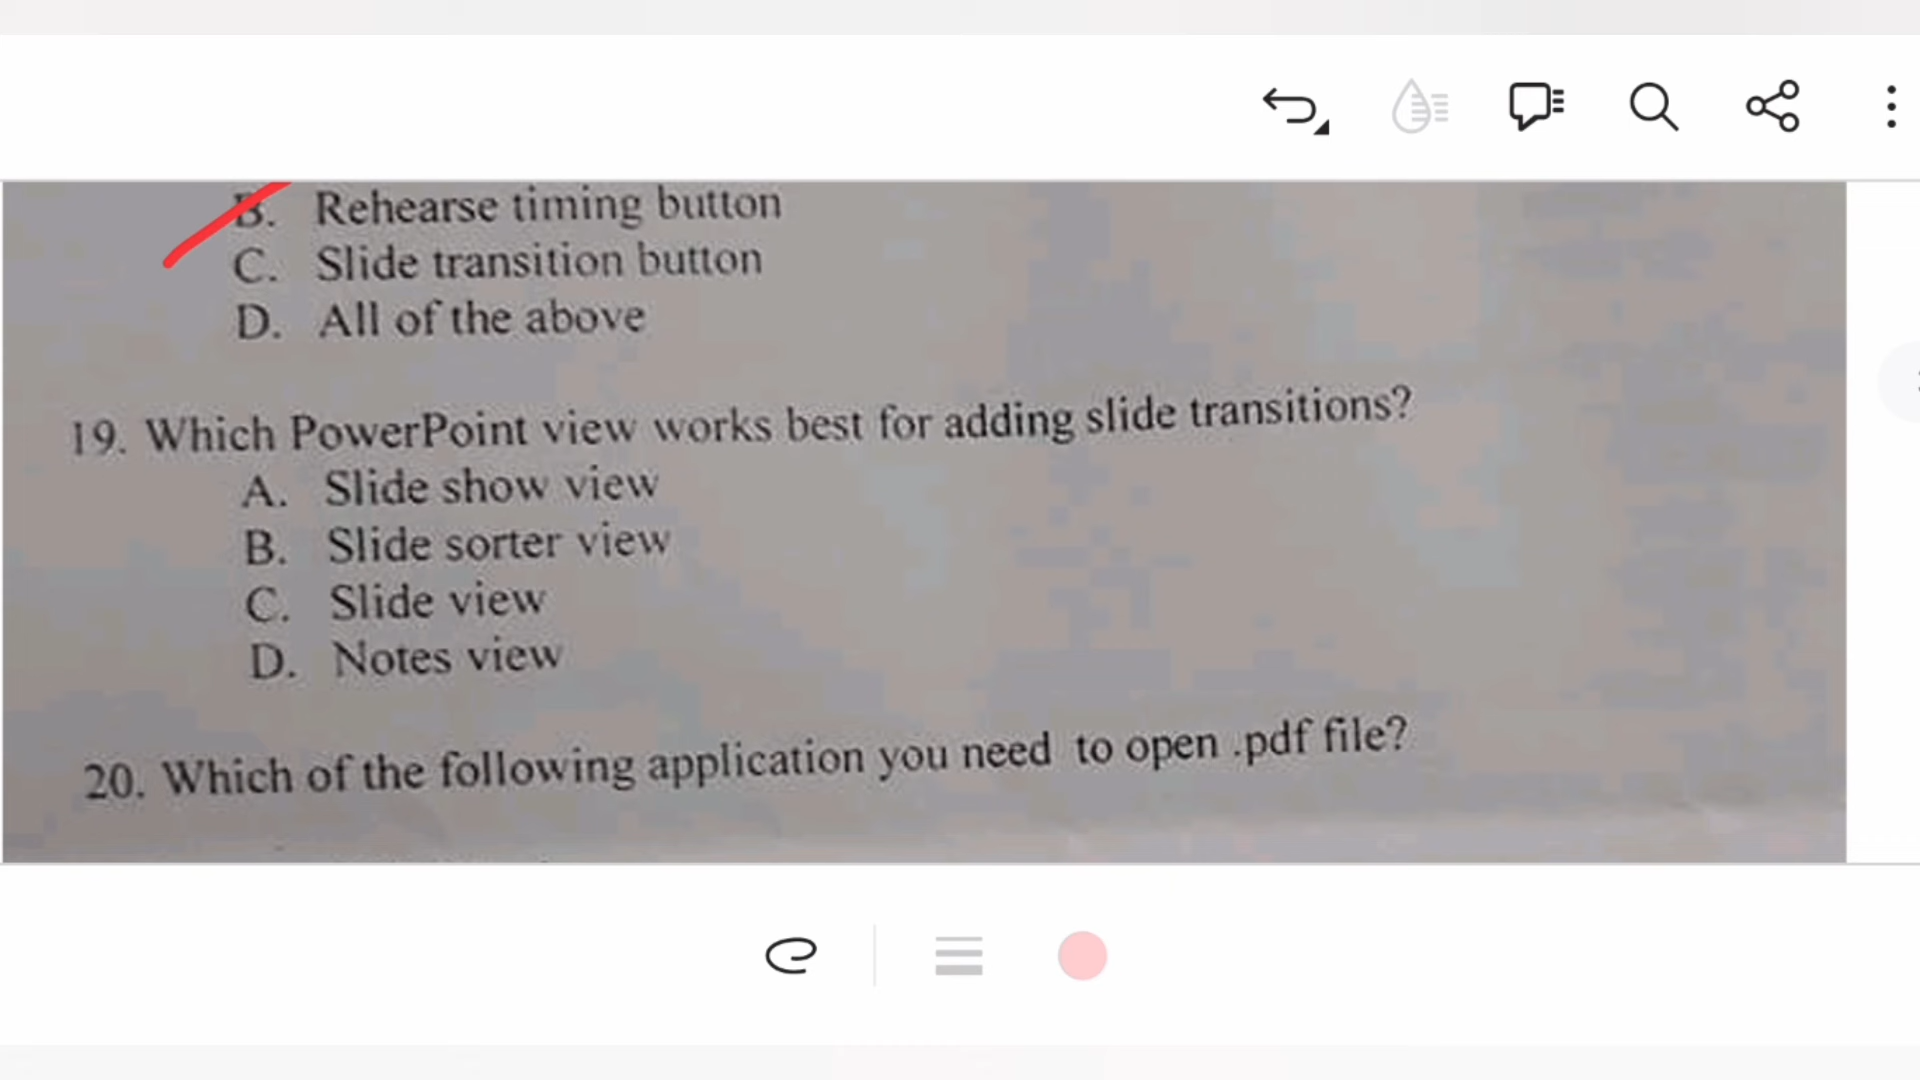 B. Rehearse timing button
C. Slide transition button
D. All of the above
19. Which PowerPoint view works best for adding slide transitions?
A. Slide show view
B. Slide sorter view
C. Slide view
D. Notes view
20. Which of the following application you need to open .pdf file?